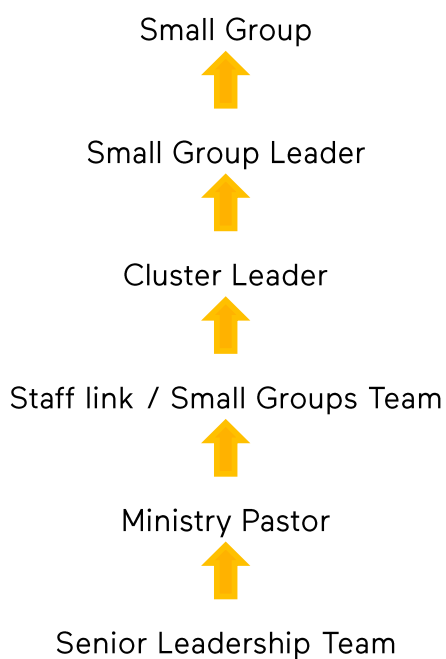 Small Group
Small Group Leader
Cluster Leader
Staff link / Small Groups Team
Ministry Pastor
Senior Leadership Team